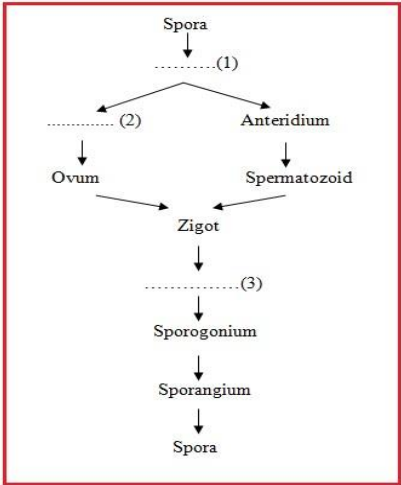 Spora
..........(1)
............. (2)
Anteridium
Ovum
Spermatozoid
Zigot
.................(3)
Sporogonium
Sporangium
Spora